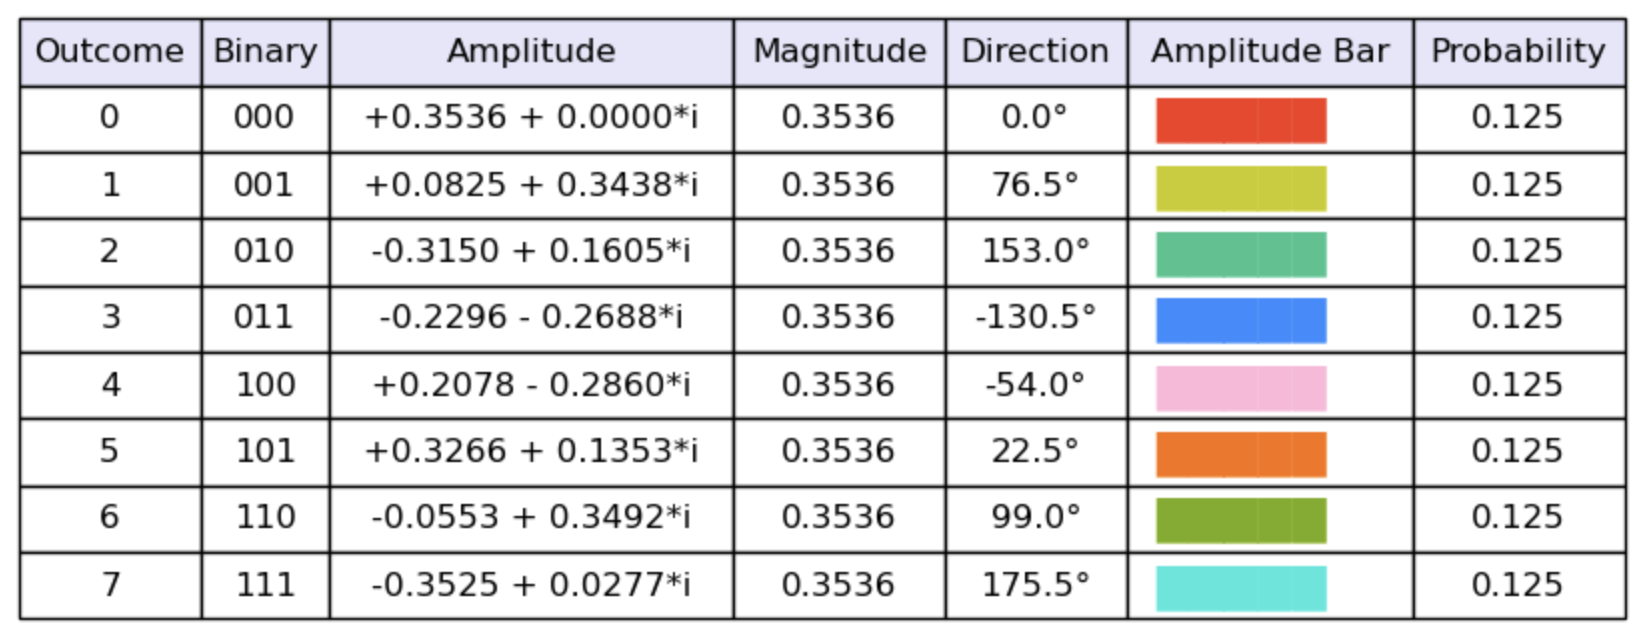 Outcome Binary Amplitude Magnitude Direction Amplitude Bar Probability
0 000 +0.3536 + 0.0000*i 0.3536 0.0° 0.125
1 001 +0.0825 + 0.3438*i 0.3536 76.5° 0.125
2 010 -0.3150 + 0.1605*i 0.3536 153.0° 0.125
3 011 -0.2296 - 0.2688*i 0.3536 -130.5° 0.125
4 100 +0.2078 - 0.2860*i 0.3536 -54.0° 0.125
5 101 +0.3266 + 0.1353*i 0.3536 22.5° 0.125
6 110 -0.0553 + 0.3492*i 0.3536 99.0° 0.125
7 111 -0.3525 + 0.0277*i 0.3536 175.5° 0.125